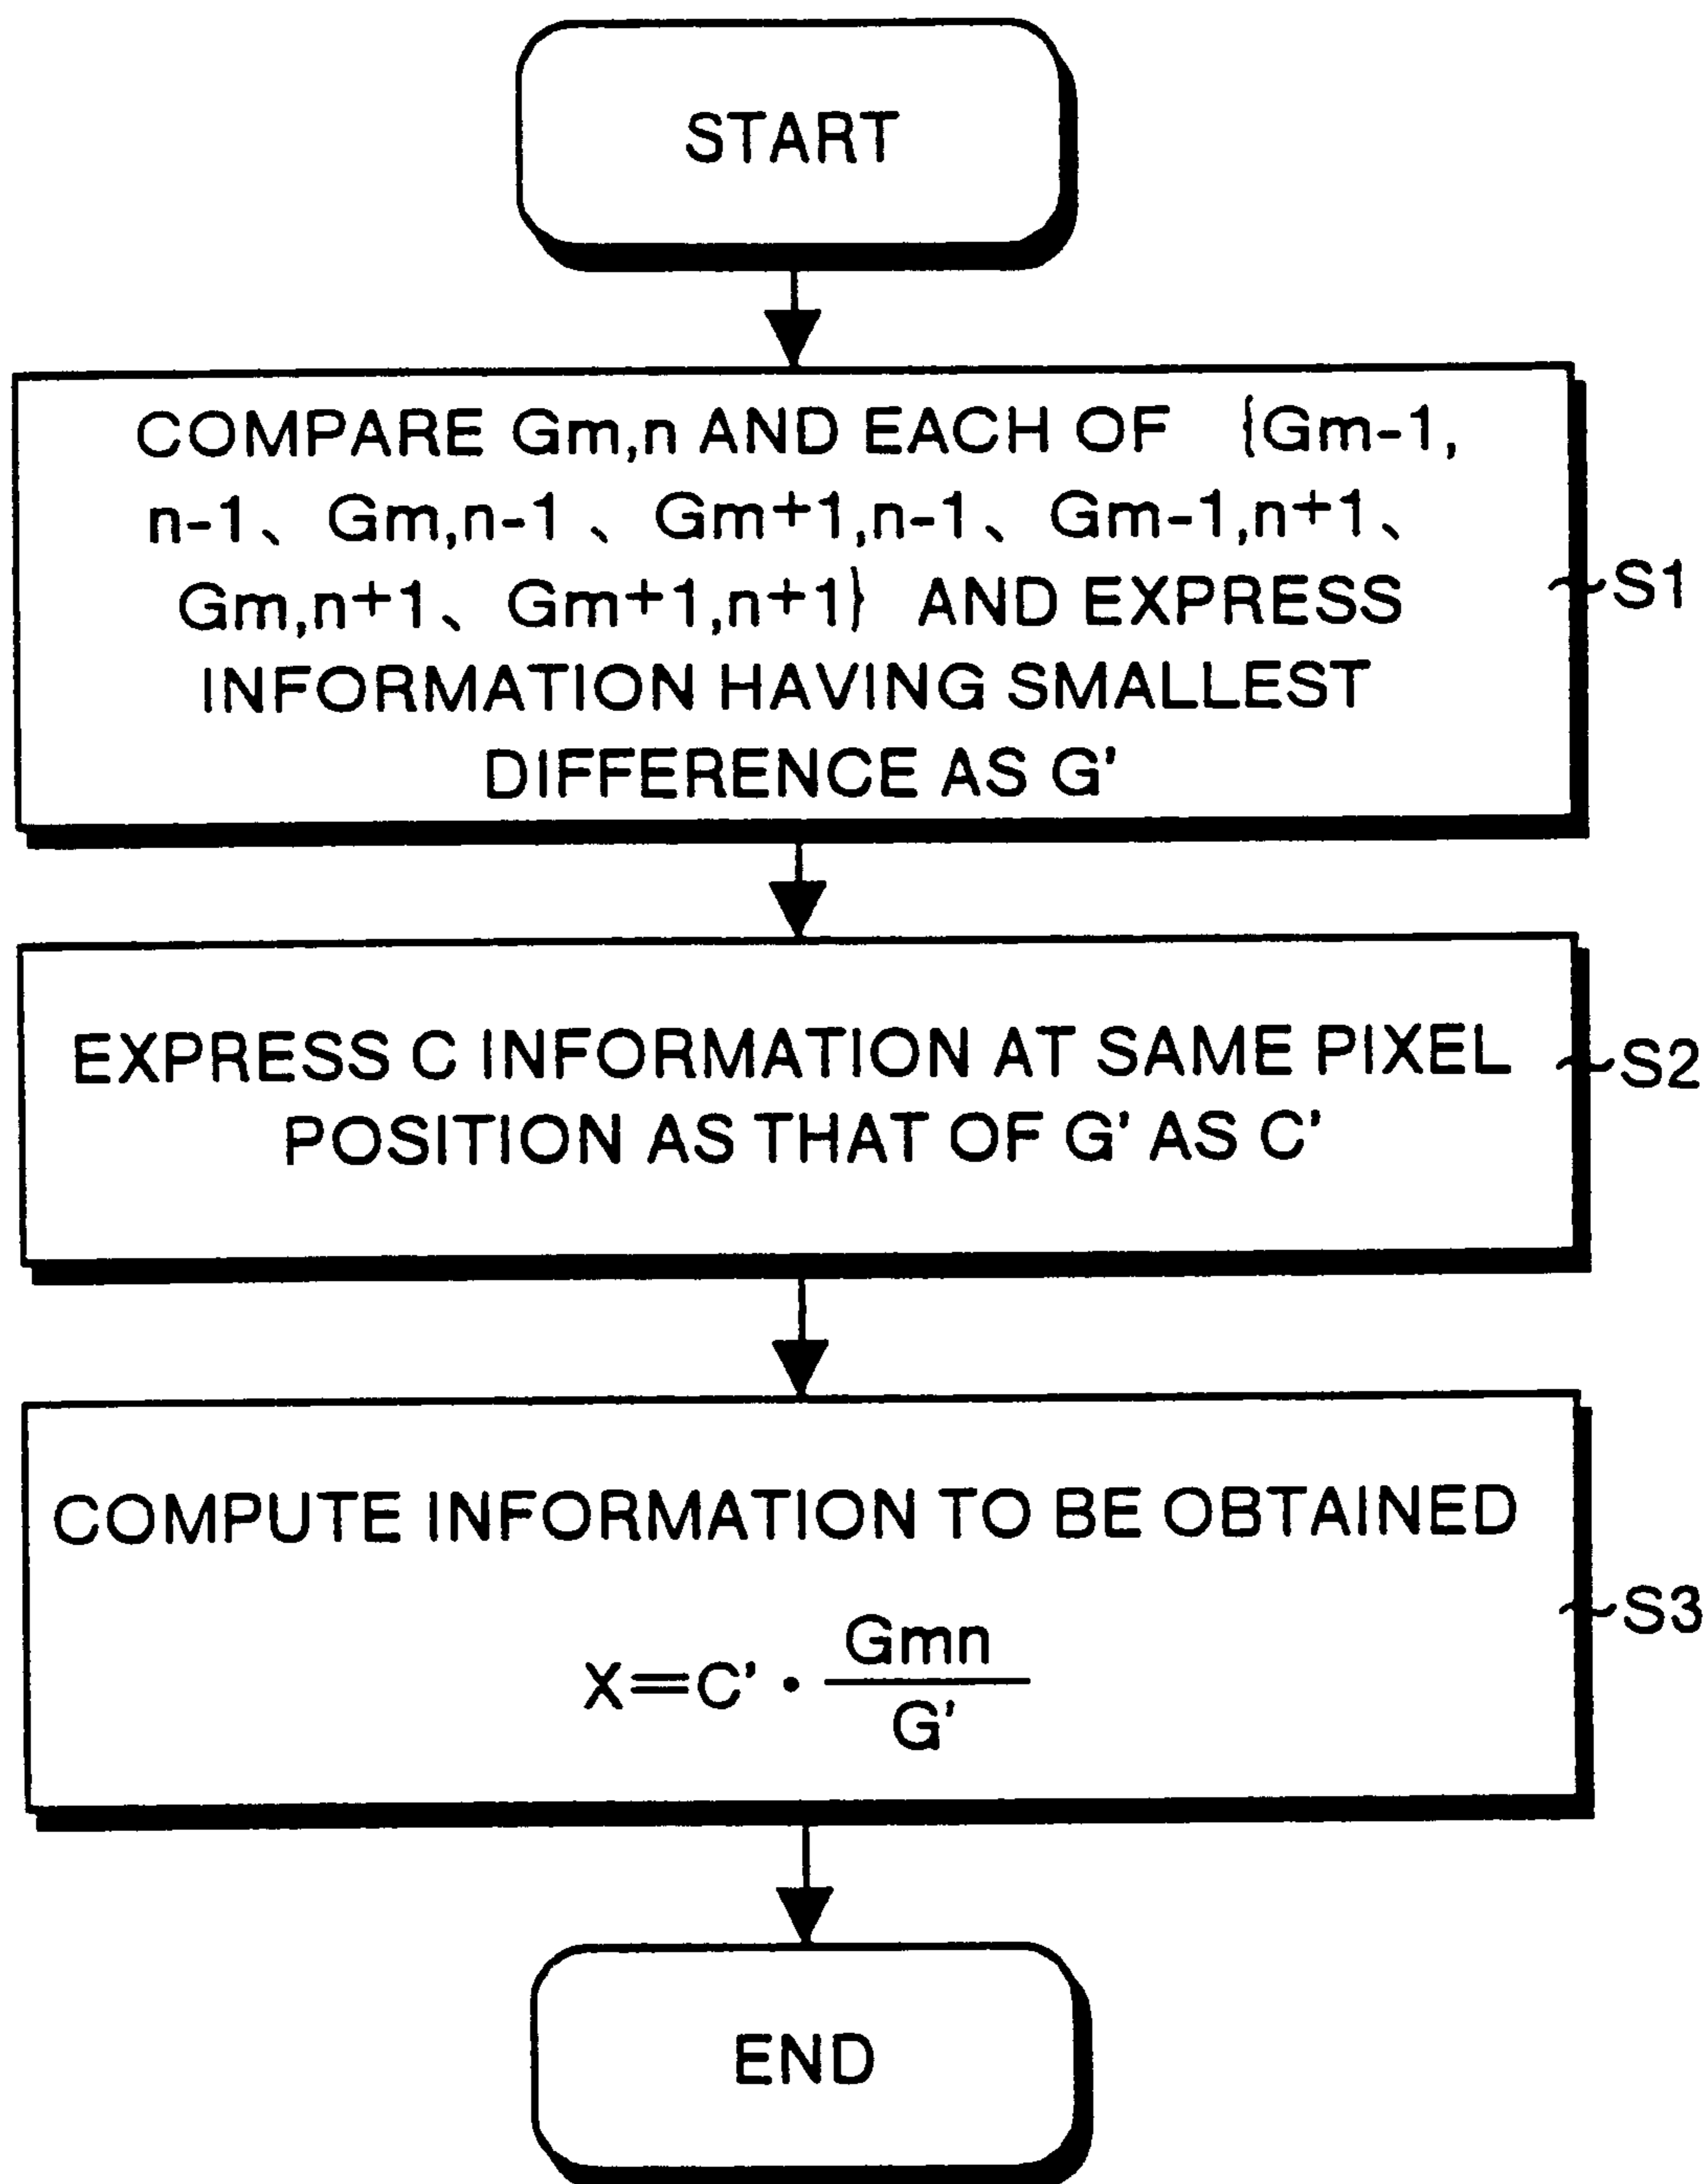 START
COMPARE Gm,n AND EACH OF {Gm-1,
n-1、Gm,n-1、Gm+1,n-1、Gm-1,n+1、
Gm,n+1、Gm+1,n+1} AND EXPRESS
INFORMATION HAVING SMALLEST
DIFFERENCE AS G'
~S1
EXPRESS C INFORMATION AT SAME PIXEL
POSITION AS THAT OF G' AS C'
~S2
COMPUTE INFORMATION TO BE OBTAINED
X=C'・Gmn/G'
~S3
END